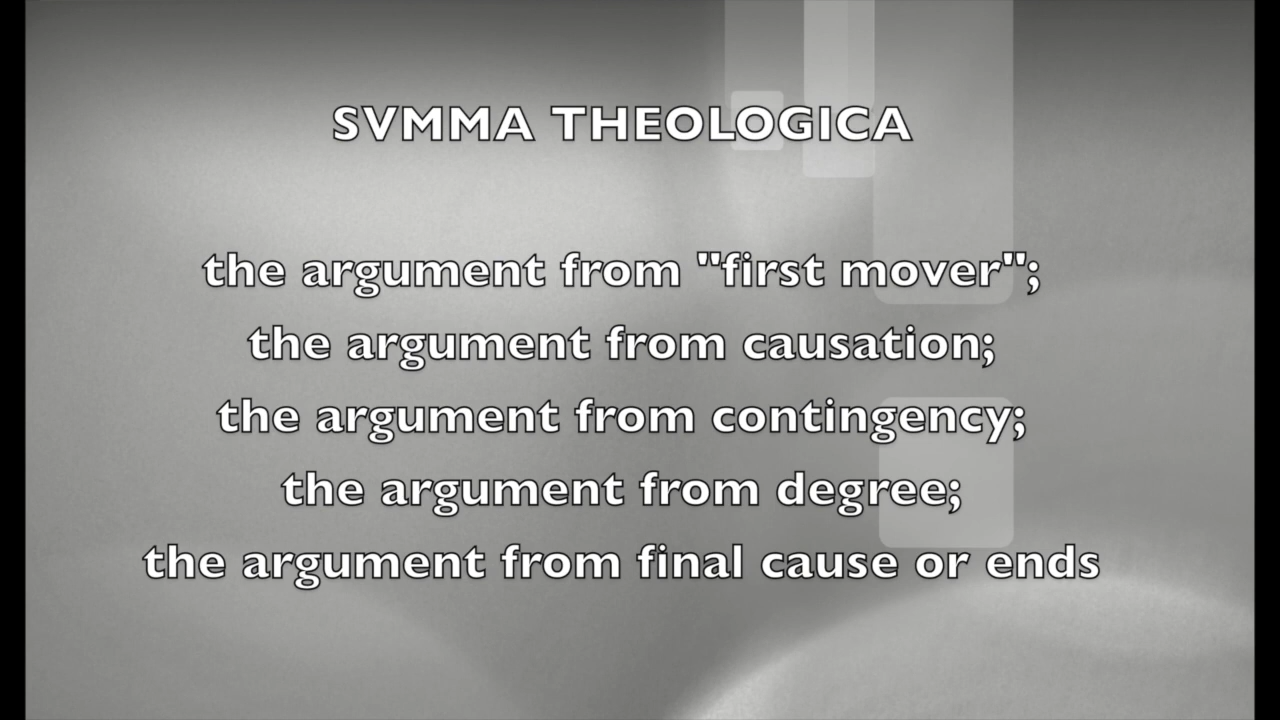 SVMMA THEOLOGICA
the argument from "first mover";
the argument from causation;
the argument from contingency;
the argument from degree;
the argument from final cause or ends